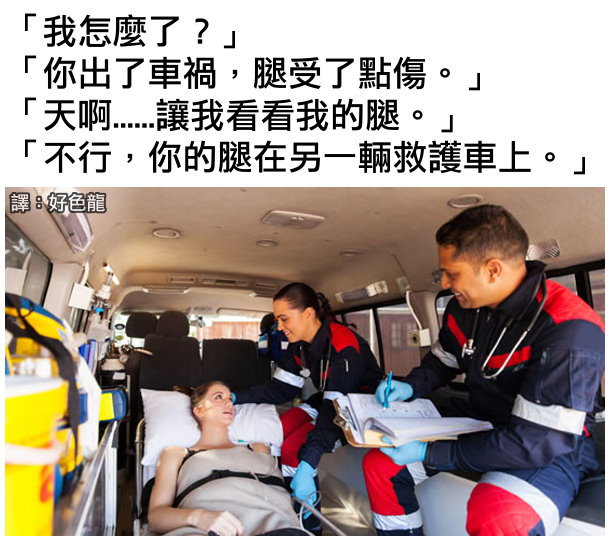 「我怎麼了？」
「你出了車禍，腿受了點傷。」
「天啊......讓我看看我的腿。」
「不行，你的腿在另一輛救護車上。」
譯：好色龍